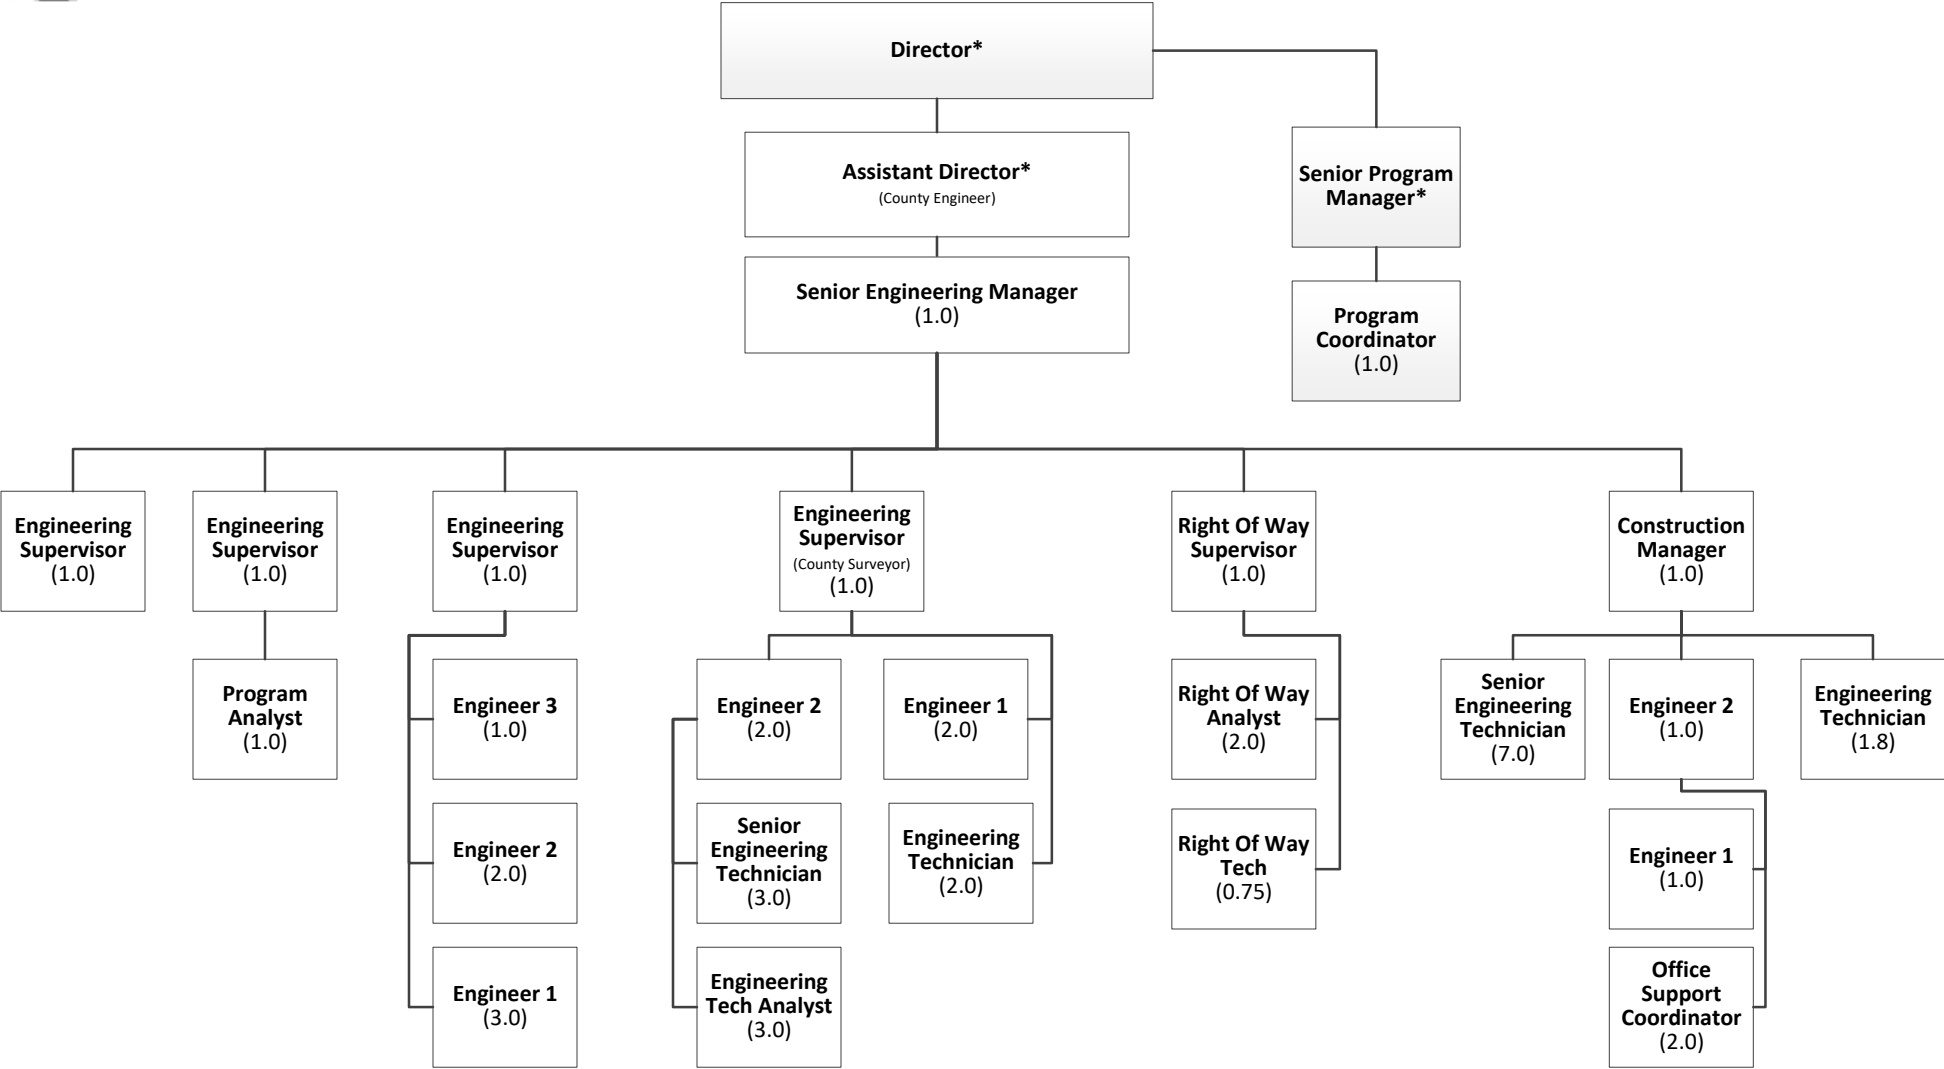 Director*
Assistant Director*
(County Engineer)
Senior Program
Manager*
Senior Engineering Manager
(1.0)
Program
Coordinator
(1.0)
Engineering
Supervisor
(1.0)
Engineering
Supervisor
(1.0)
Engineering
Supervisor
(1.0)
Engineering
Supervisor
(County Surveyor)
(1.0)
Right Of Way
Supervisor
(1.0)
Construction
Manager
(1.0)
Program
Analyst
(1.0)
Engineer 3
(1.0)
Engineer 2
(2.0)
Engineer 1
(2.0)
Right Of Way
Analyst
(2.0)
Senior
Engineering
Technician
(7.0)
Engineer 2
(1.0)
Engineering
Technician
(1.8)
Engineer 2
(2.0)
Senior
Engineering
Technician
(3.0)
Engineering
Technician
(2.0)
Right Of Way
Tech
(0.75)
Engineer 1
(1.0)
Engineer 1
(3.0)
Engineering
Tech Analyst
(3.0)
Office
Support
Coordinator
(2.0)